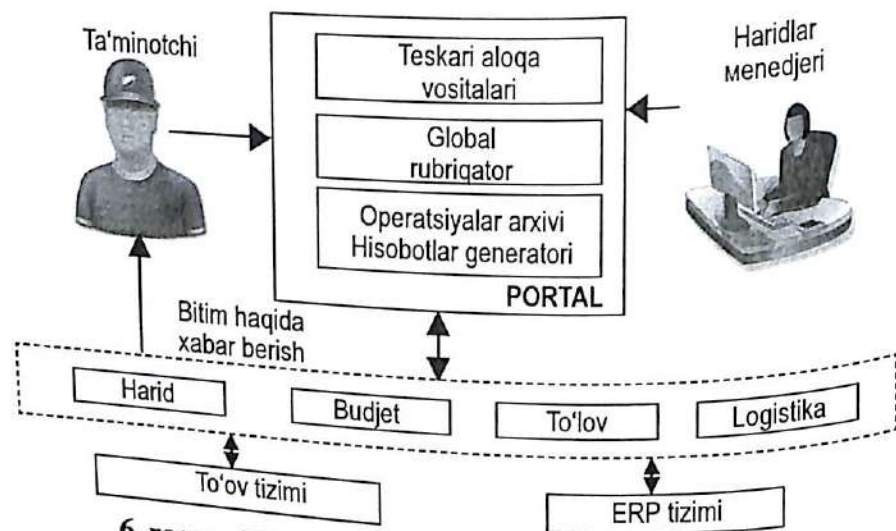 Ta'minotchi
Teskari aloqa
vositalari
Global
rubriqator
Operatsiyalar arxivi
Hisobotlar generatori
PORTAL
Haridlar
менedjeri
Bitim haqida
xabar berish
Harid
Budjet
To'lov
Logistika
To'ov tizimi
ERP tizimi